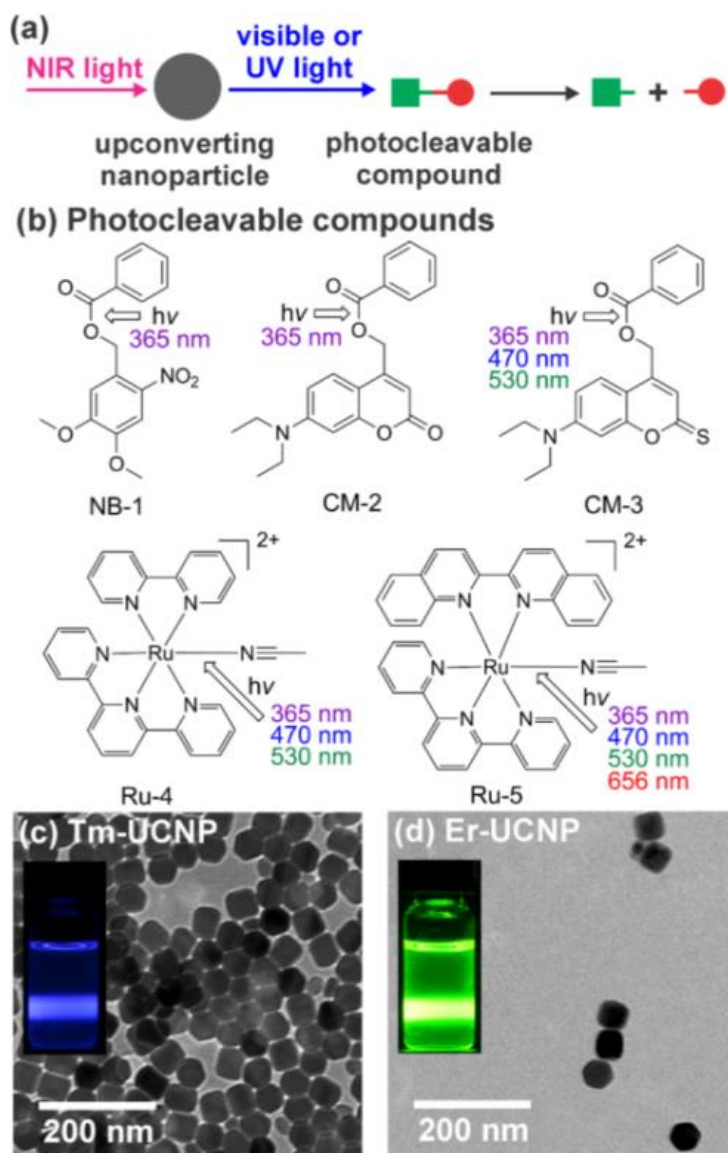 (a)
NIR light
visible or
UV light
+
upconverting
nanoparticle
photocleavable
compound
(b) Photocleavable compounds
O
O
hν
365 nm
NO2
O
O
NB-1
O
O
hν
365 nm
N
O
O
CM-2
O
O
hν
365 nm
470 nm
530 nm
N
O
S
CM-3
2+
N
N
N
Ru
N
N
N
hν
365 nm
470 nm
530 nm
Ru-4
2+
N
N
N
Ru
N
N
N
hν
365 nm
470 nm
530 nm
656 nm
Ru-5
(c) Tm-UCNP
200 nm
(d) Er-UCNP
200 nm